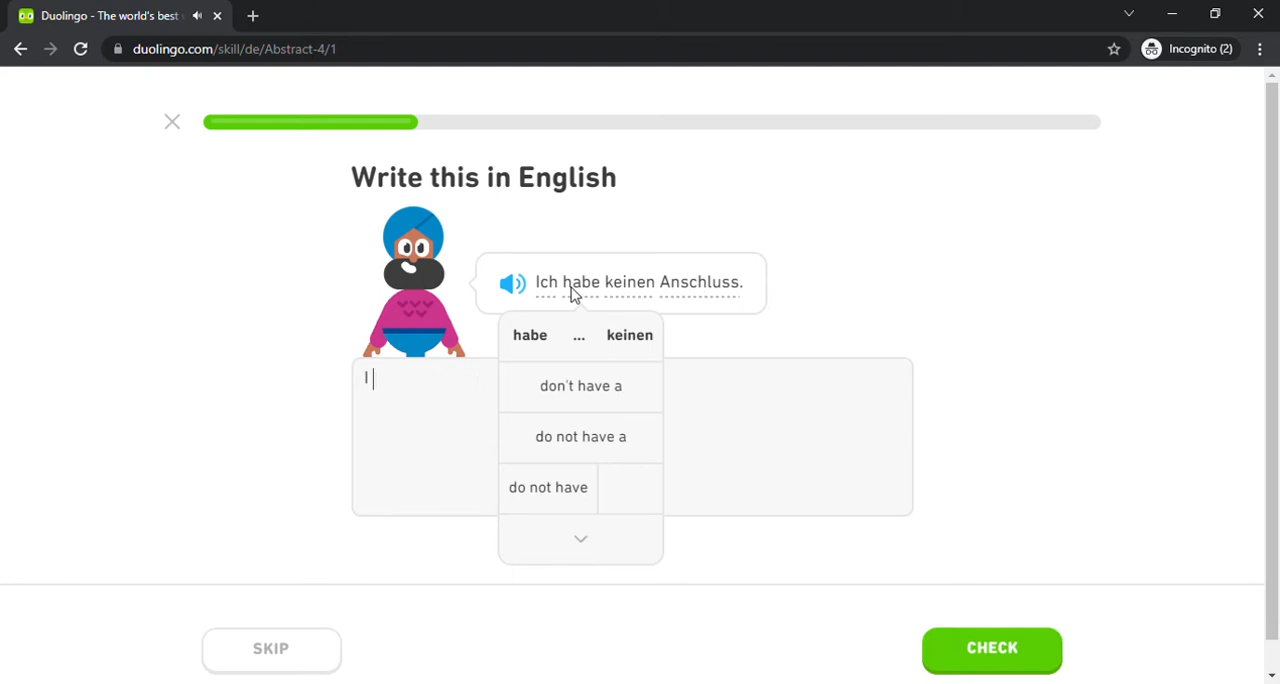 Duolingo - The world's best
duolingo.com/skill/de/Abstract-4/1
Incognito (2)
Write this in English
Ich habe keinen Anschluss.
habe ... keinen
don't have a
do not have a
do not have
I
SKIP
CHECK